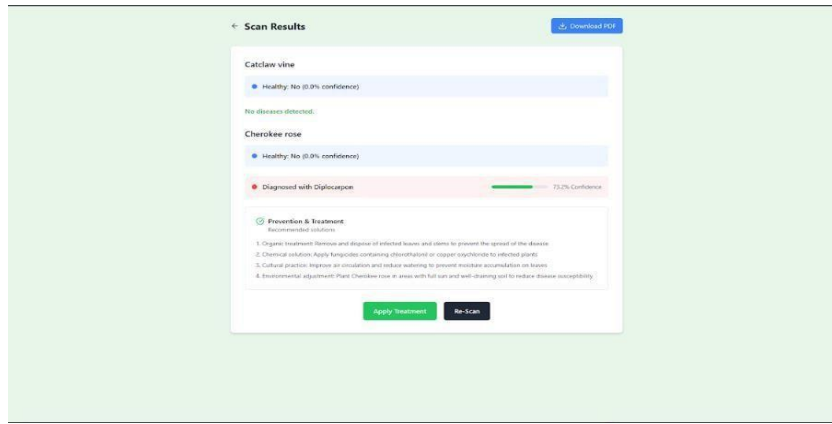 ← Scan Results
Download PDF
Catclaw vine
Healthy: No (0.0% confidence)
No diseases detected.
Cherokee rose
Healthy: No (0.0% confidence)
Diagnosed with Diplocarpon
73.2% Confidence
Prevention & Treatment
Recommended solutions
1. Organic treatment: Remove and dispose of infected leaves and stems to prevent the spread of the disease
2. Chemical solution: Apply fungicides containing chlorothalonil or copper oxychloride to infected plants
3. Cultural practice: Improve air circulation and reduce watering to prevent moisture accumulation on leaves
4. Environmental adjustment: Plant Cherokee rose in areas with full sun and well-draining soil to reduce disease susceptibility
Apply Treatment
Re-Scan